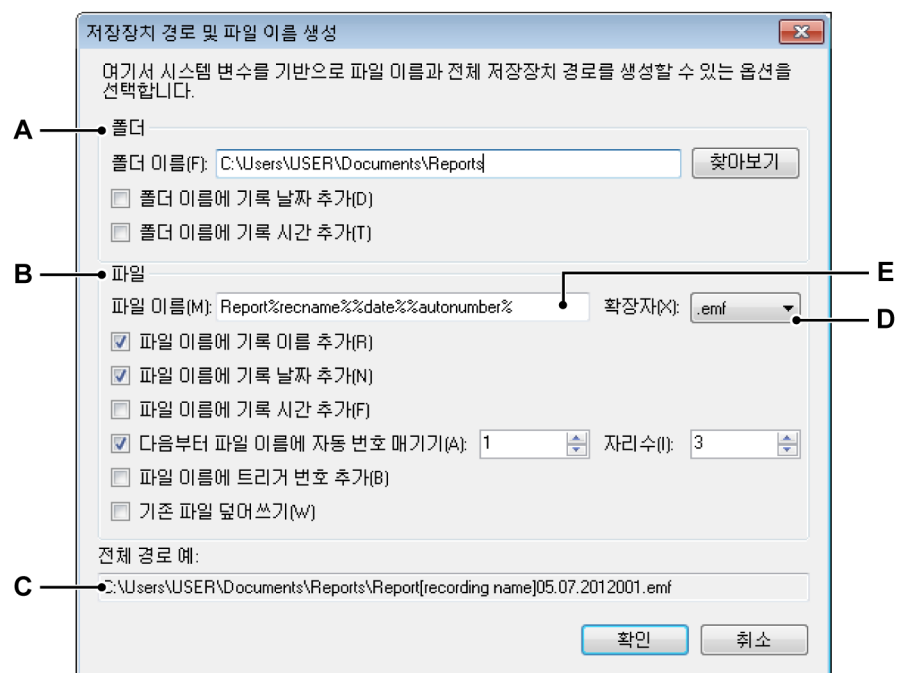 저장장치 경로 및 파일 이름 생성
여기서 시스템 변수를 기반으로 파일 이름과 전체 저장장치 경로를 생성할 수 있는 옵션을
선택합니다.
A
폴더
폴더 이름(F): C:\Users\USER\Documents\Reports 찾아보기
폴더 이름에 기록 날짜 추가(D)
폴더 이름에 기록 시간 추가(T)
B
파일
E
파일 이름(M): Report%recname%%date%%autonumber% 확장자(X): .emf
D
파일 이름에 기록 이름 추가(R)
파일 이름에 기록 날짜 추가(N)
파일 이름에 기록 시간 추가(F)
다음부터 파일 이름에 자동 번호 매기기(A): 1 자리수(I): 3
파일 이름에 트리거 번호 추가(B)
기존 파일 덮어쓰기(W)
전체 경로 예:
C
C:\Users\USER\Documents\Reports\Report[recording name]05.07.2012001.emf
확인 취소